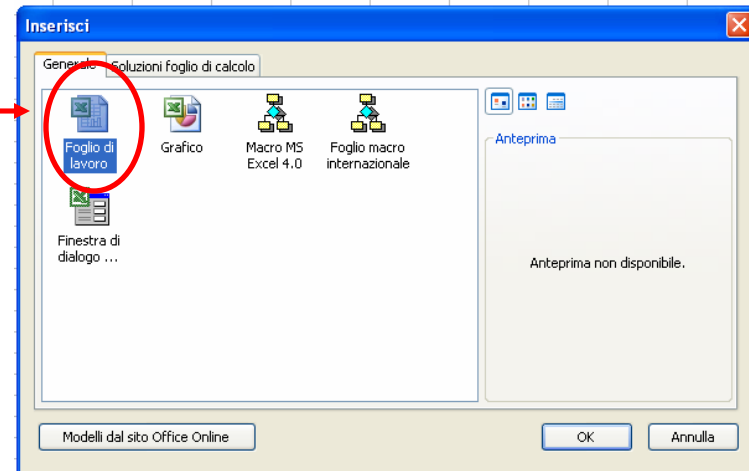 Inserisci
Generale Soluzioni foglio di calcolo
Foglio di lavoro
Grafico
Macro MS Excel 4.0
Foglio macro internazionale
Finestra di dialogo ...
Anteprima
Anteprima non disponibile.
Modelli dal sito Office Online
OK
Annulla